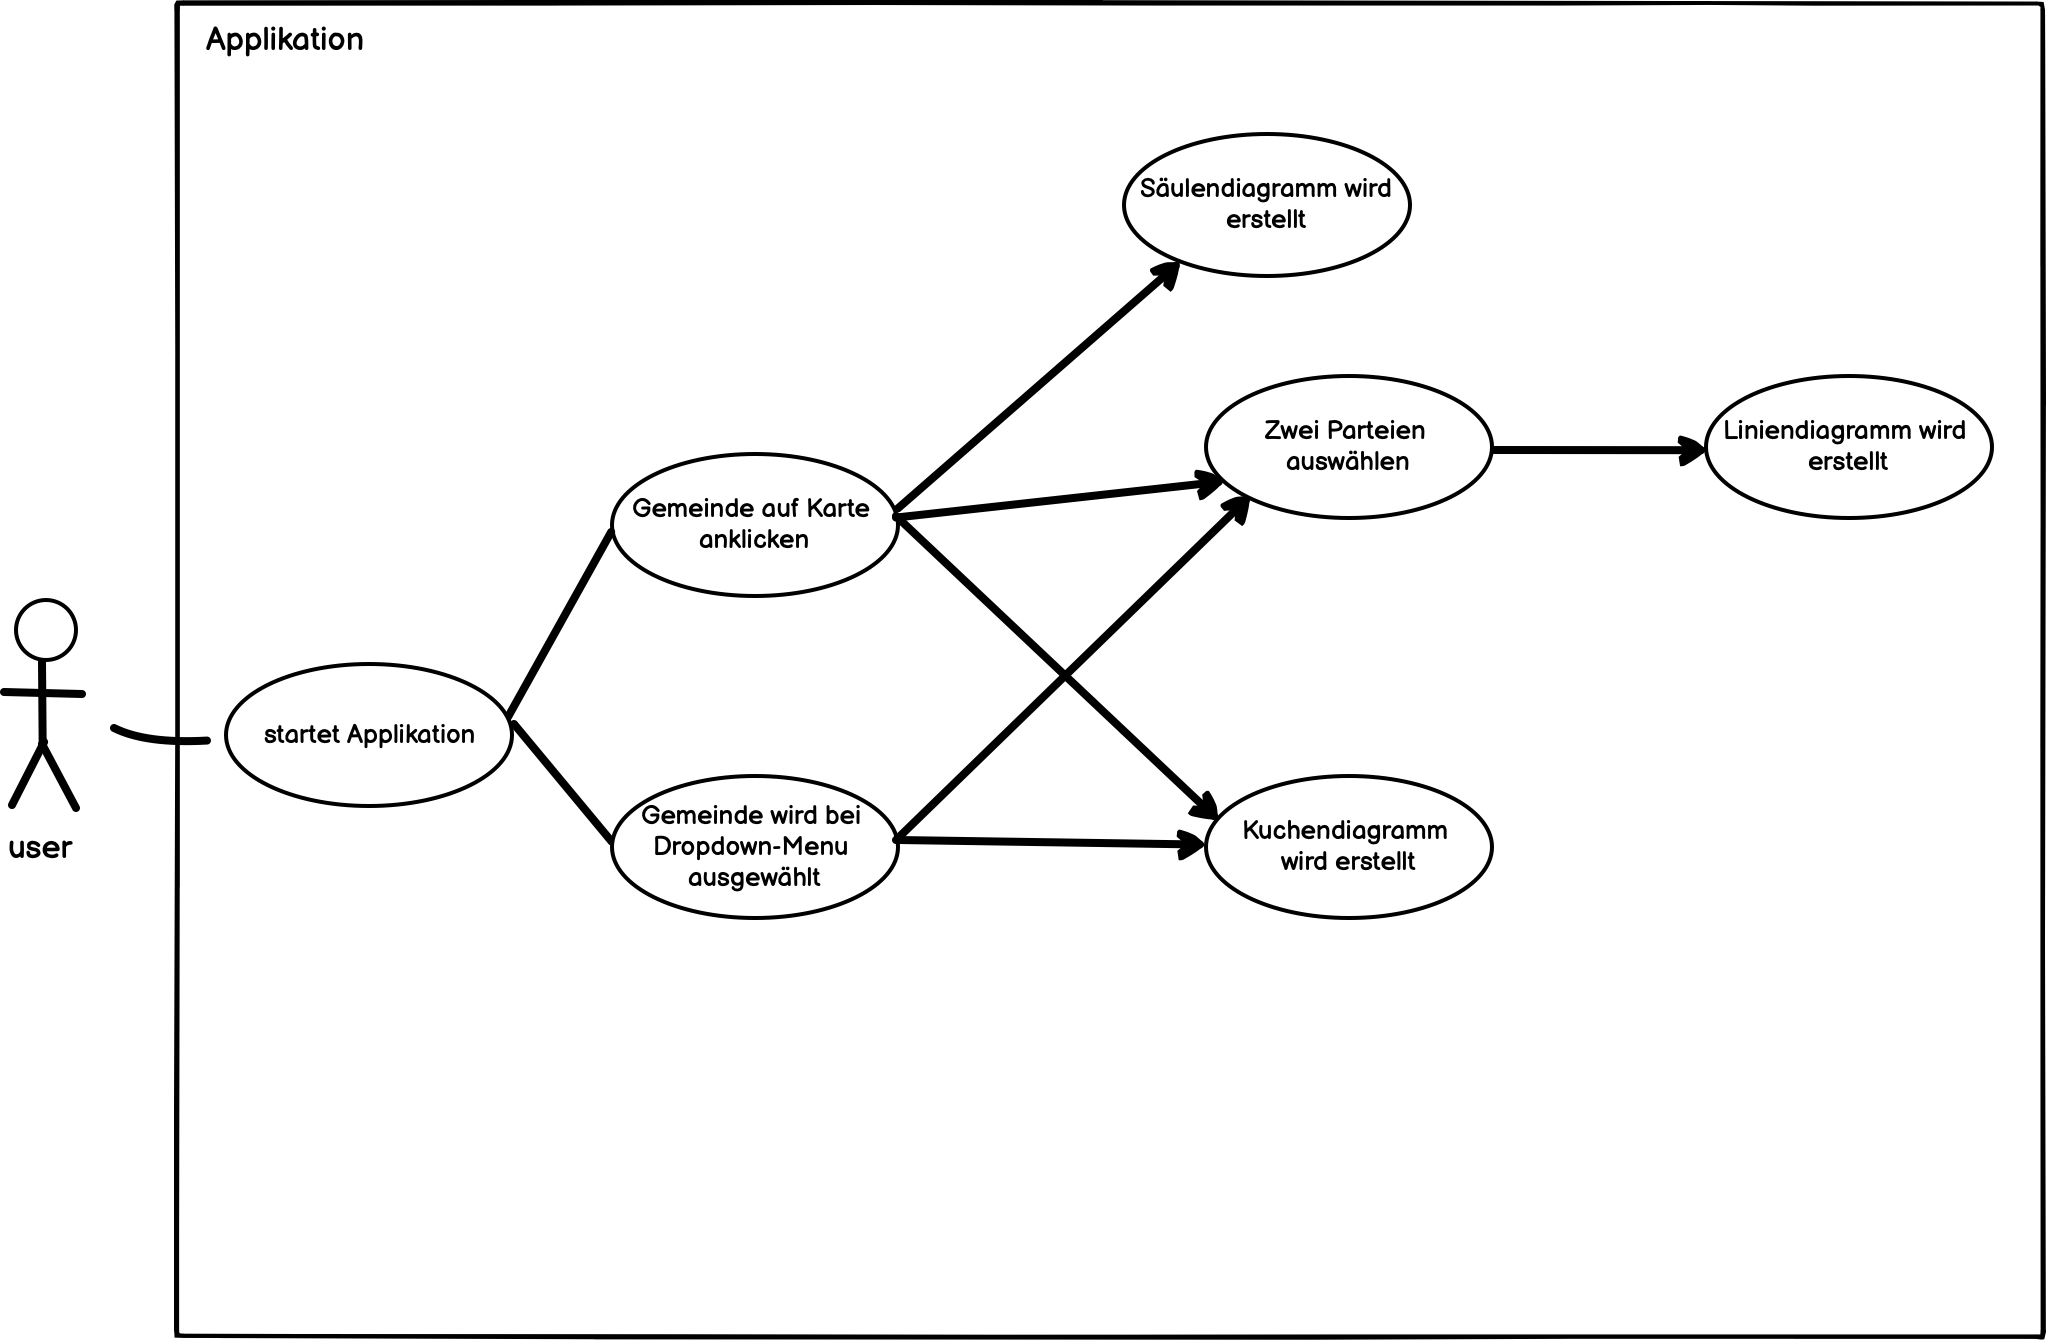 Applikation
Säulendiagramm wird
erstellt
Zwei Parteien
auswählen
Liniendiagramm wird
erstellt
Gemeinde auf Karte
anklicken
startet Applikation
Gemeinde wird bei
Dropdown-Menu
ausgewählt
Kuchendiagramm
wird erstellt
user